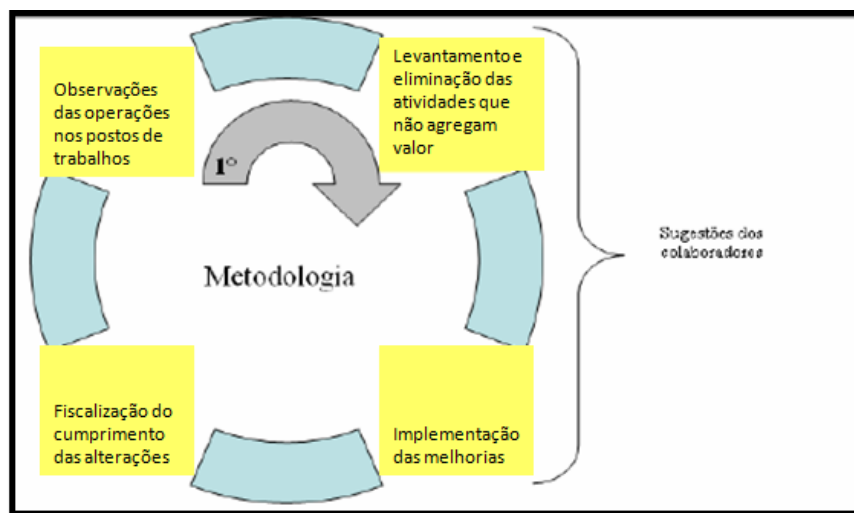 Observações
das operações
nos postos de
trabalhos
Levantamento e
eliminação das
atividades que
não agregam
valor
1°
Metodologia
Sugestões dos
colaboradores
Fiscalização do
cumprimento
das alterações
Implementação
das melhorias